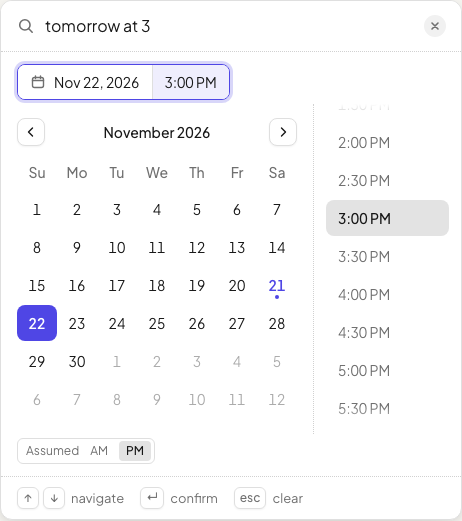 tomorrow at 3
Nov 22, 2026 3:00 PM
November 2026
Su Mo Tu We Th Fr Sa
1 2 3 4 5 6 7
8 9 10 11 12 13 14
15 16 17 18 19 20 21
22 23 24 25 26 27 28
29 30 1 2 3 4 5
6 7 8 9 10 11 12
2:00 PM
2:30 PM
3:00 PM
3:30 PM
4:00 PM
4:30 PM
5:00 PM
5:30 PM
Assumed AM PM
navigate confirm esc clear